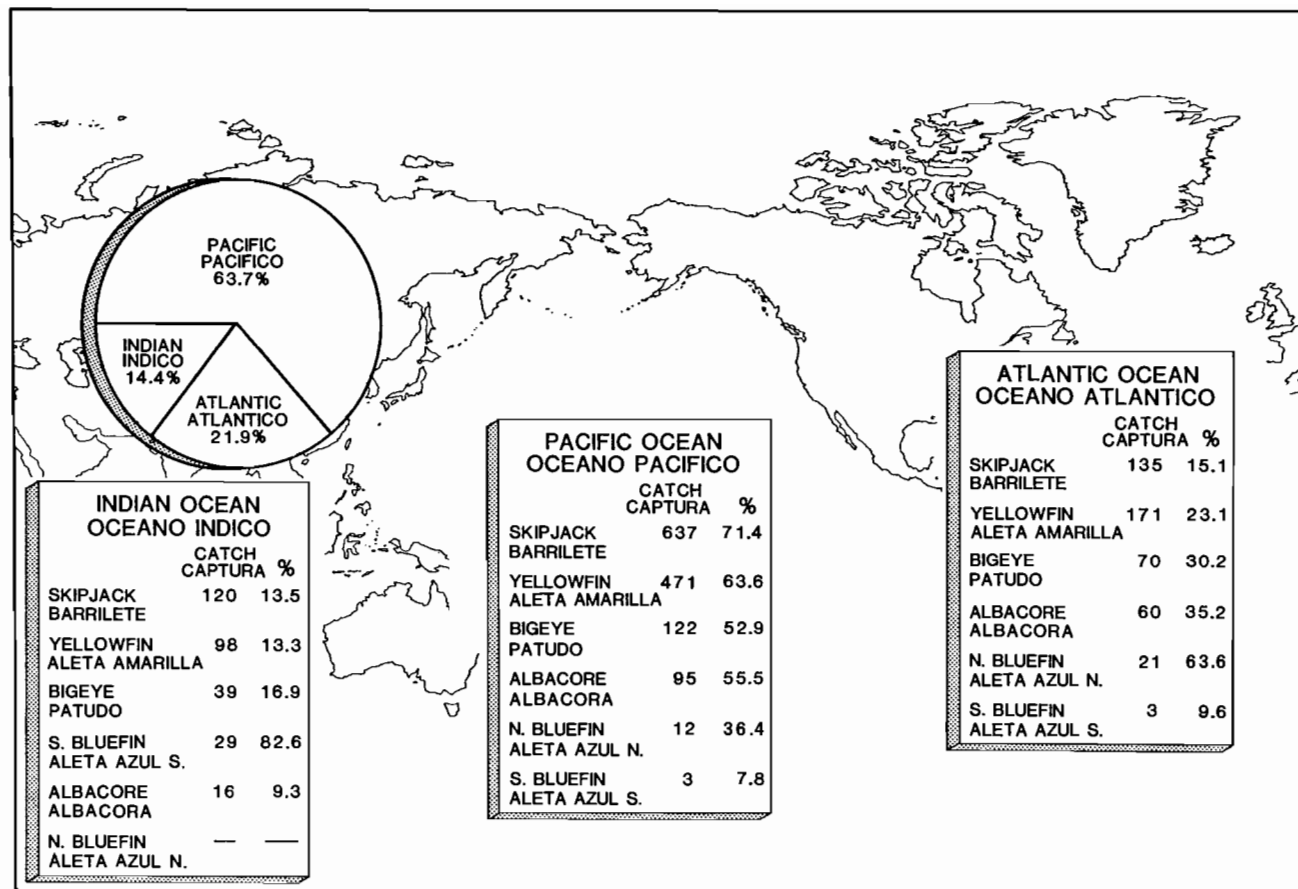 PACIFIC
PACIFICO
63.7%
INDIAN
INDICO
14.4%
ATLANTIC
ATLANTICO
21.9%
INDIAN OCEAN
OCEANO INDICO
CATCH
CAPTURA %
SKIPJACK 120 13.5
BARRILETE
YELLOWFIN 98 13.3
ALETA AMARILLA
BIGEYE 39 16.9
PATUDO
S. BLUEFIN 29 82.6
ALETA AZUL S.
ALBACORE 16 9.3
ALBACORA
N. BLUEFIN — —
ALETA AZUL N.
PACIFIC OCEAN
OCEANO PACIFICO
CATCH
CAPTURA %
SKIPJACK 637 71.4
BARRILETE
YELLOWFIN 471 63.6
ALETA AMARILLA
BIGEYE 122 52.9
PATUDO
ALBACORE 95 55.5
ALBACORA
N. BLUEFIN 12 36.4
ALETA AZUL N.
S. BLUEFIN 3 7.8
ALETA AZUL S.
ATLANTIC OCEAN
OCEANO ATLANTICO
CATCH
CAPTURA %
SKIPJACK 135 15.1
BARRILETE
YELLOWFIN 171 23.1
ALETA AMARILLA
BIGEYE 70 30.2
PATUDO
ALBACORE 60 35.2
ALBACORA
N. BLUEFIN 21 63.6
ALETA AZUL N.
S. BLUEFIN 3 9.6
ALETA AZUL S.